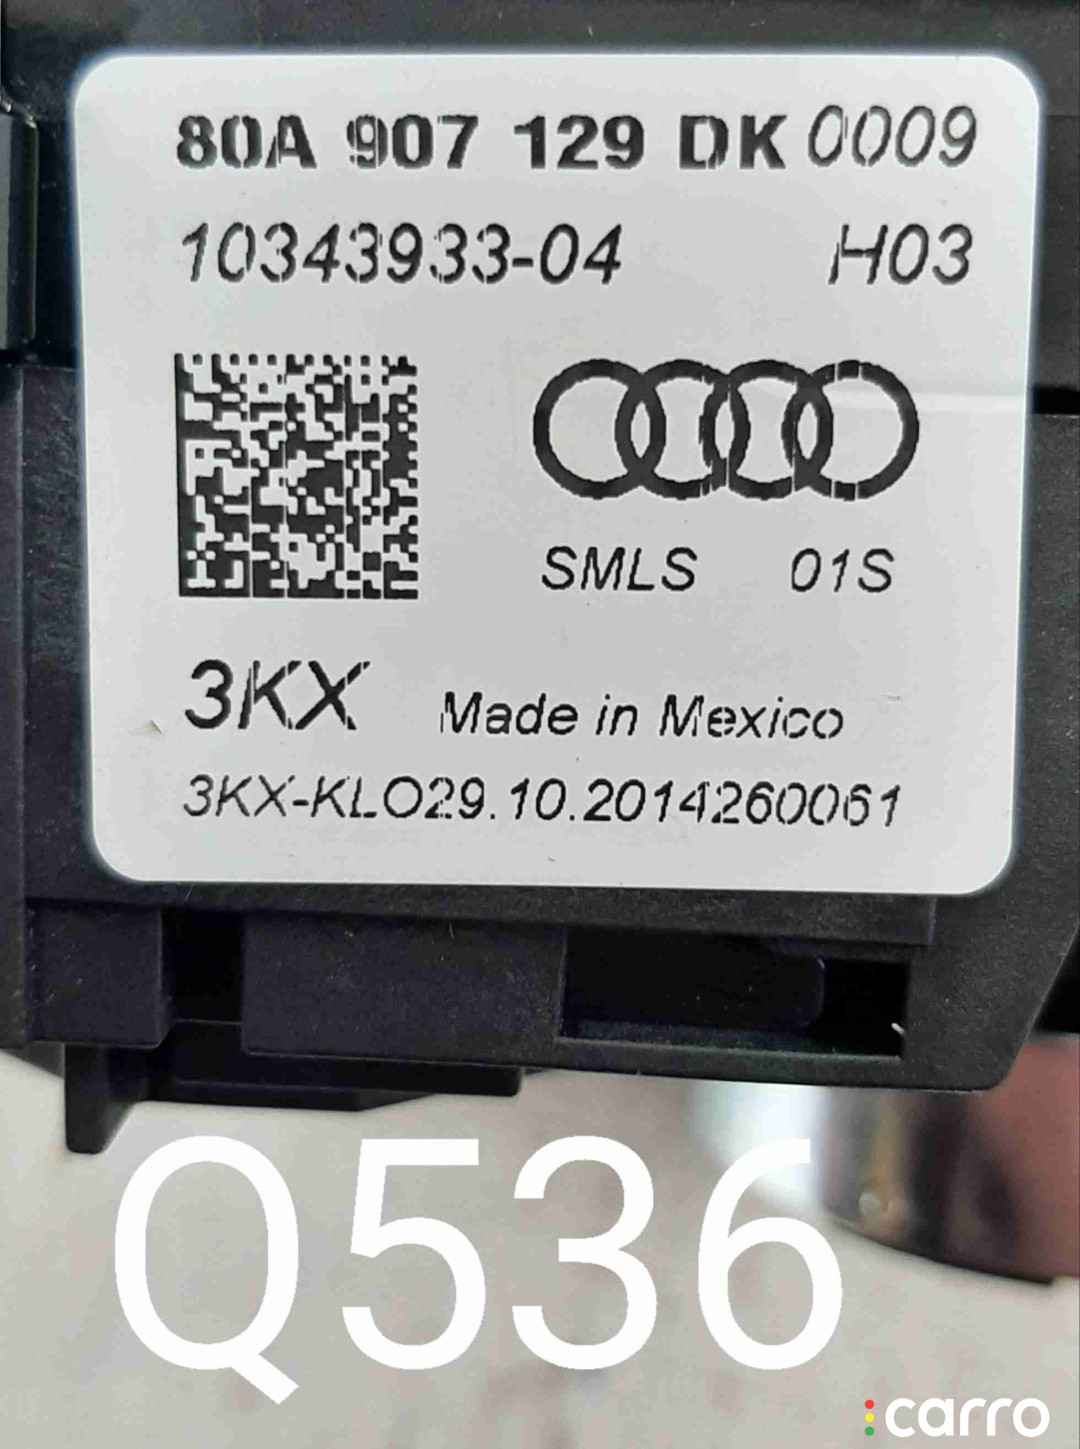 80A 907 129 DK 0009
10343933-04 H03
SMLS 01S
3KX Made in Mexico
3KX-KLO29.10.2014260061
Q536
carro